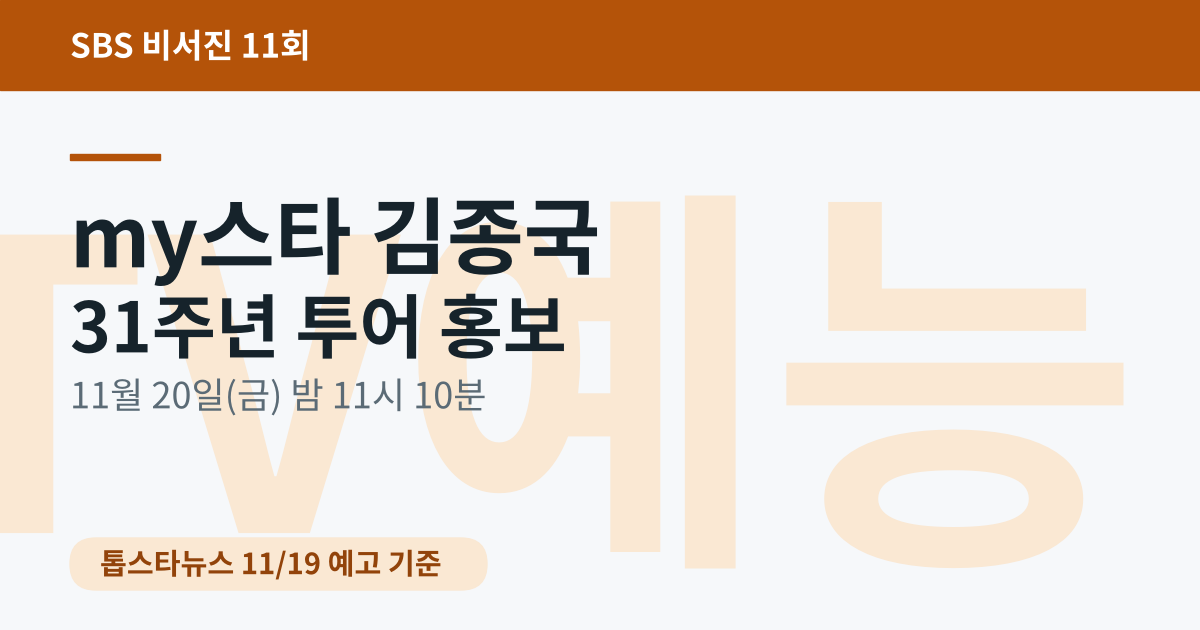 SBS 비서진 11회
my스타 김종국
31주년 투어 홍보
11월 20일(금) 밤 11시 10분
TV예능
톱스타뉴스 11/19 예고 기준